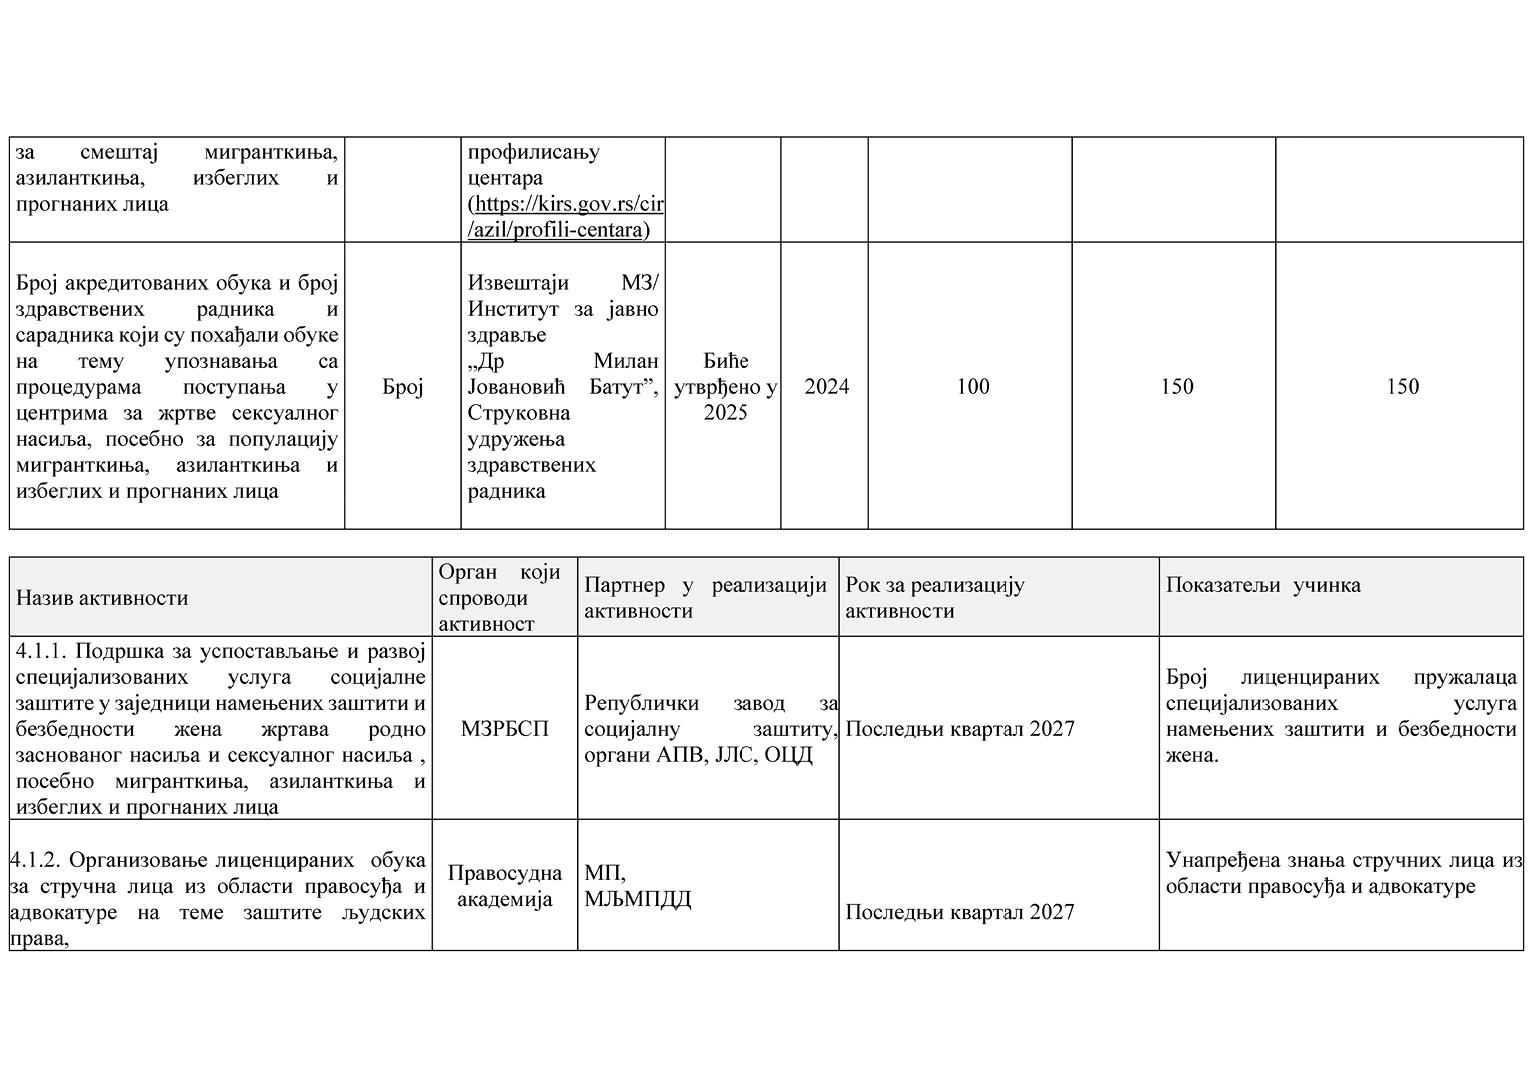 за смештај мигранткиња,
азиланткиња, избеглих и
прогнаних лица
профилисању
центара
(https://kirs.gov.rs/cir
/azil/profili-centara)
Број акредитованих обука и број
здравствених радника и
сарадника који су похађали обуке
на тему упознавања са
процедурама поступања у
центрима за жртве сексуалног
насиља, посебно за популацију
мигранткиња, азиланткиња и
избеглих и прогнаних лица
Број
Извештаји МЗ/
Институт за јавно
здравље
„Др Милан
Јовановић Батут”,
Струковна
удружења
здравствених
радника
Биће
утврђено у
2025
2024
100
150
150
Назив активности
Орган који
спроводи
активност
Партнер у реализацији
активности
Рок за реализацију
активности
Показатељи учинка
4.1.1. Подршка за успостављање и развој
специјализованих услуга социјалне
заштите у заједници намењених заштити и
безбедности жена жртава родно
заснованог насиља и сексуалног насиља ,
посебно мигранткиња, азиланткиња и
избеглих и прогнаних лица
МЗРБСП
Републички завод за
социјалну заштиту,
органи АПВ, ЈЛС, ОЦД
Последњи квартал 2027
Број лиценцираних пружалаца
специјализованих услуга
намењених заштити и безбедности
жена.
4.1.2. Организовање лиценцираних обука
за стручна лица из области правосуђа и
адвокатуре на теме заштите људских
права,
Правосудна
академија
МП,
МЉМПДД
Последњи квартал 2027
Унапређена знања стручних лица из
области правосуђа и адвокатуре